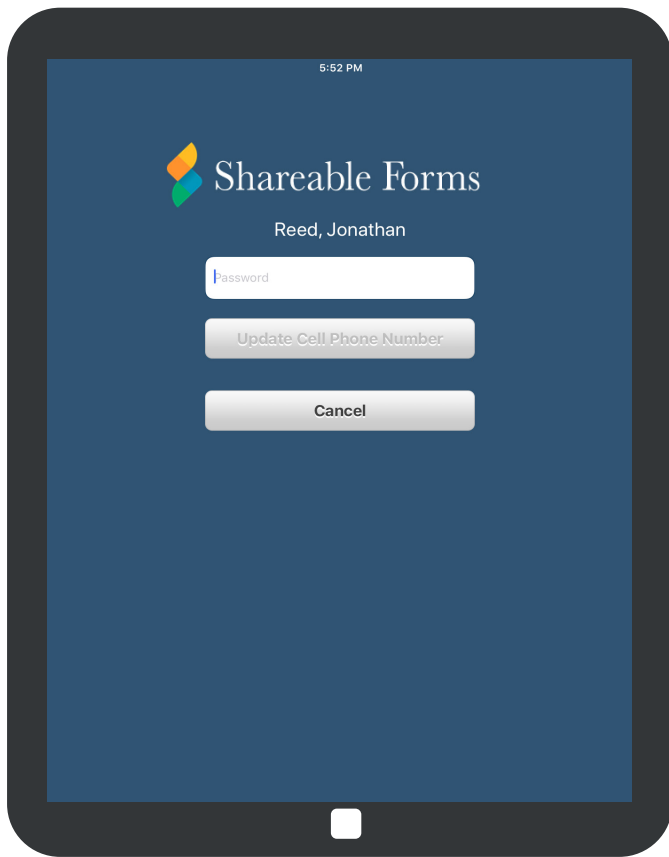 5:52 PM
Shareable Forms
Reed, Jonathan
Password
Update Cell Phone Number
Cancel